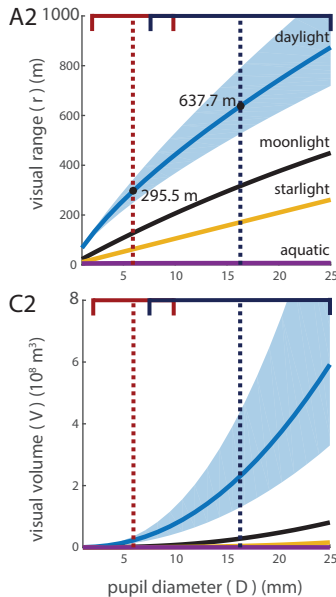 A2
1000
800
600
400
200
0
visual range ( r ) (m)
daylight
637.7 m
moonlight
295.5 m
starlight
aquatic
5
10
15
20
25
C2
8
6
4
2
0
visual volume ( V ) (10⁸ m³)
5
10
15
20
25
pupil diameter ( D ) (mm)